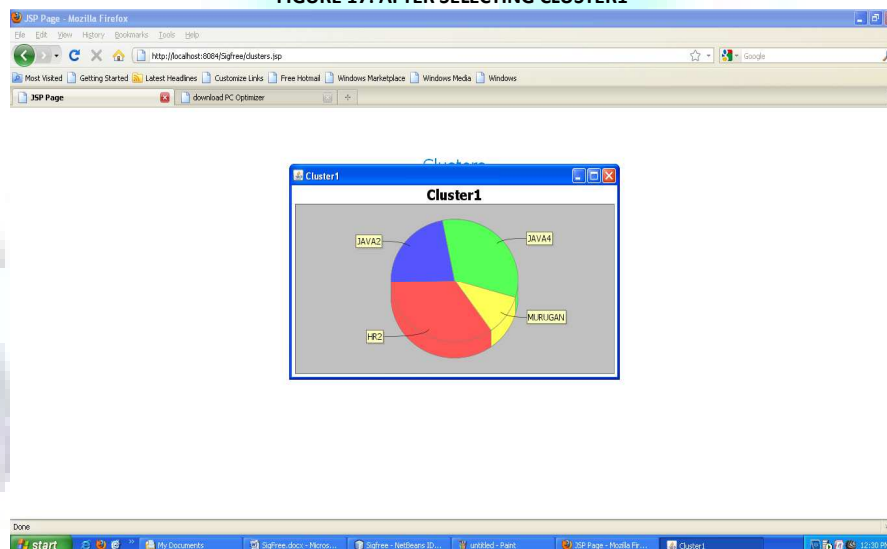 FIGURE 17: AFTER SELECTING CLUSTER1
JSP Page - Mozilla Firefox
File Edit View History Bookmarks Tools Help
http://localhost:8084/Sigfree/clusters.jsp
Google
Most Visited Getting Started Latest Headlines Customize Links Free Hotmail Windows Marketplace Windows Media Windows
JSP Page download PC Optimizer
Clusters
Cluster1
Cluster1
JAVA2
JAVA4
MURUGAN
HR2
Done
start My Documents SigFree.docx - Micros... Sigfree - NetBeans ID... untitled - Paint JSP Page - Mozilla Fir... Cluster1 12:30 PM